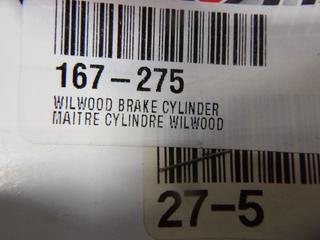 167-275
WILWOOD BRAKE CYLINDER
MAITRE CYLINDRE WILWOOD
27-5